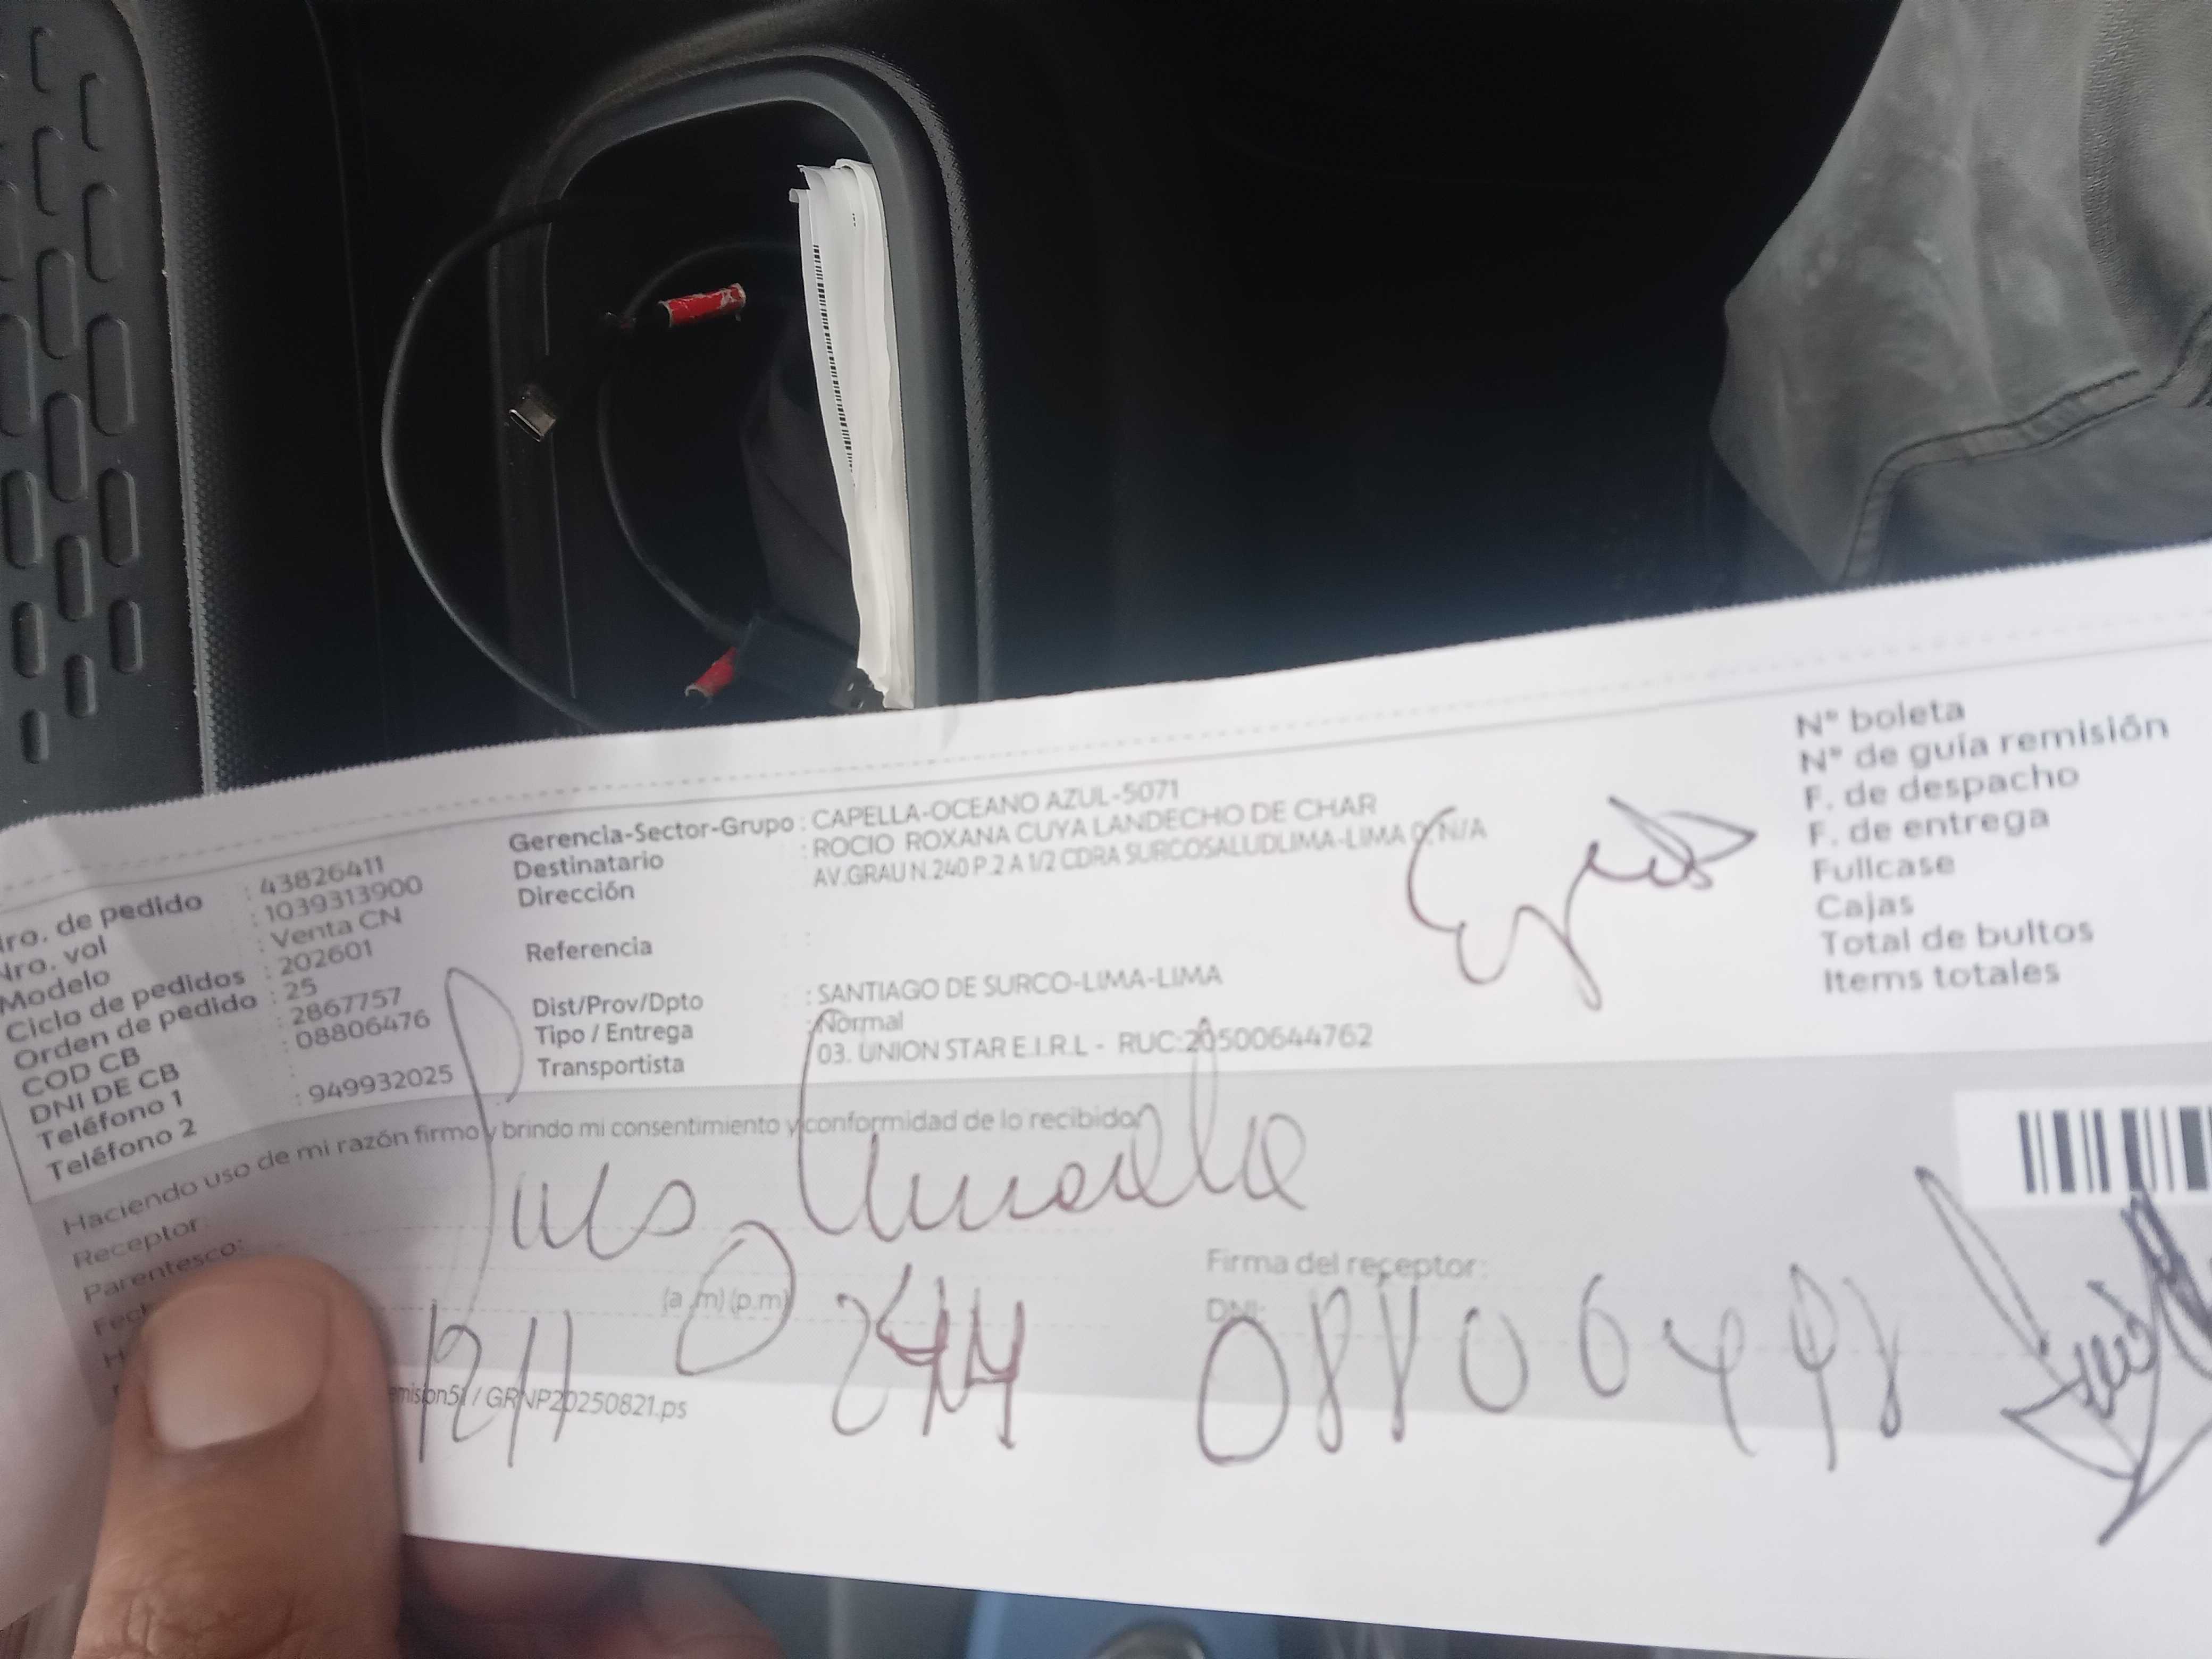 Nro. de pedido : 43826411
Nro. vol : 1039313900
Modelo : Venta CN
Ciclo de pedidos : 202601
Orden de pedido : 25
COD CB : 2867757
DNI DE CB : 08806476
Teléfono 1 :
Teléfono 2 : 949932025
Gerencia-Sector-Grupo : CAPELLA-OCEANO AZUL-5071
Destinatario : ROCIO ROXANA CUYA LANDECHO DE CHAR
Dirección AV.GRAU N.240 P.2 A 1/2 CDRA SURCOSALUDLIMA-LIMA 0, N/A
Referencia :
Dist/Prov/Dpto : SANTIAGO DE SURCO-LIMA-LIMA
Tipo / Entrega : Normal
Transportista 03. UNION STAR E.I.R.L - RUC:20500644762
N° boleta
N° de guía remisión
F. de despacho
F. de entrega
Fullcase
Cajas
Total de bultos
Items totales
Haciendo uso de mi razón firmo y brindo mi consentimiento y conformidad de lo recibido
Receptor:
Parentesco:
Fech
H
(a.m) (p.m)
244
12/1
Firma del receptor:
DNI:
emision51 / GRNP20250821.ps